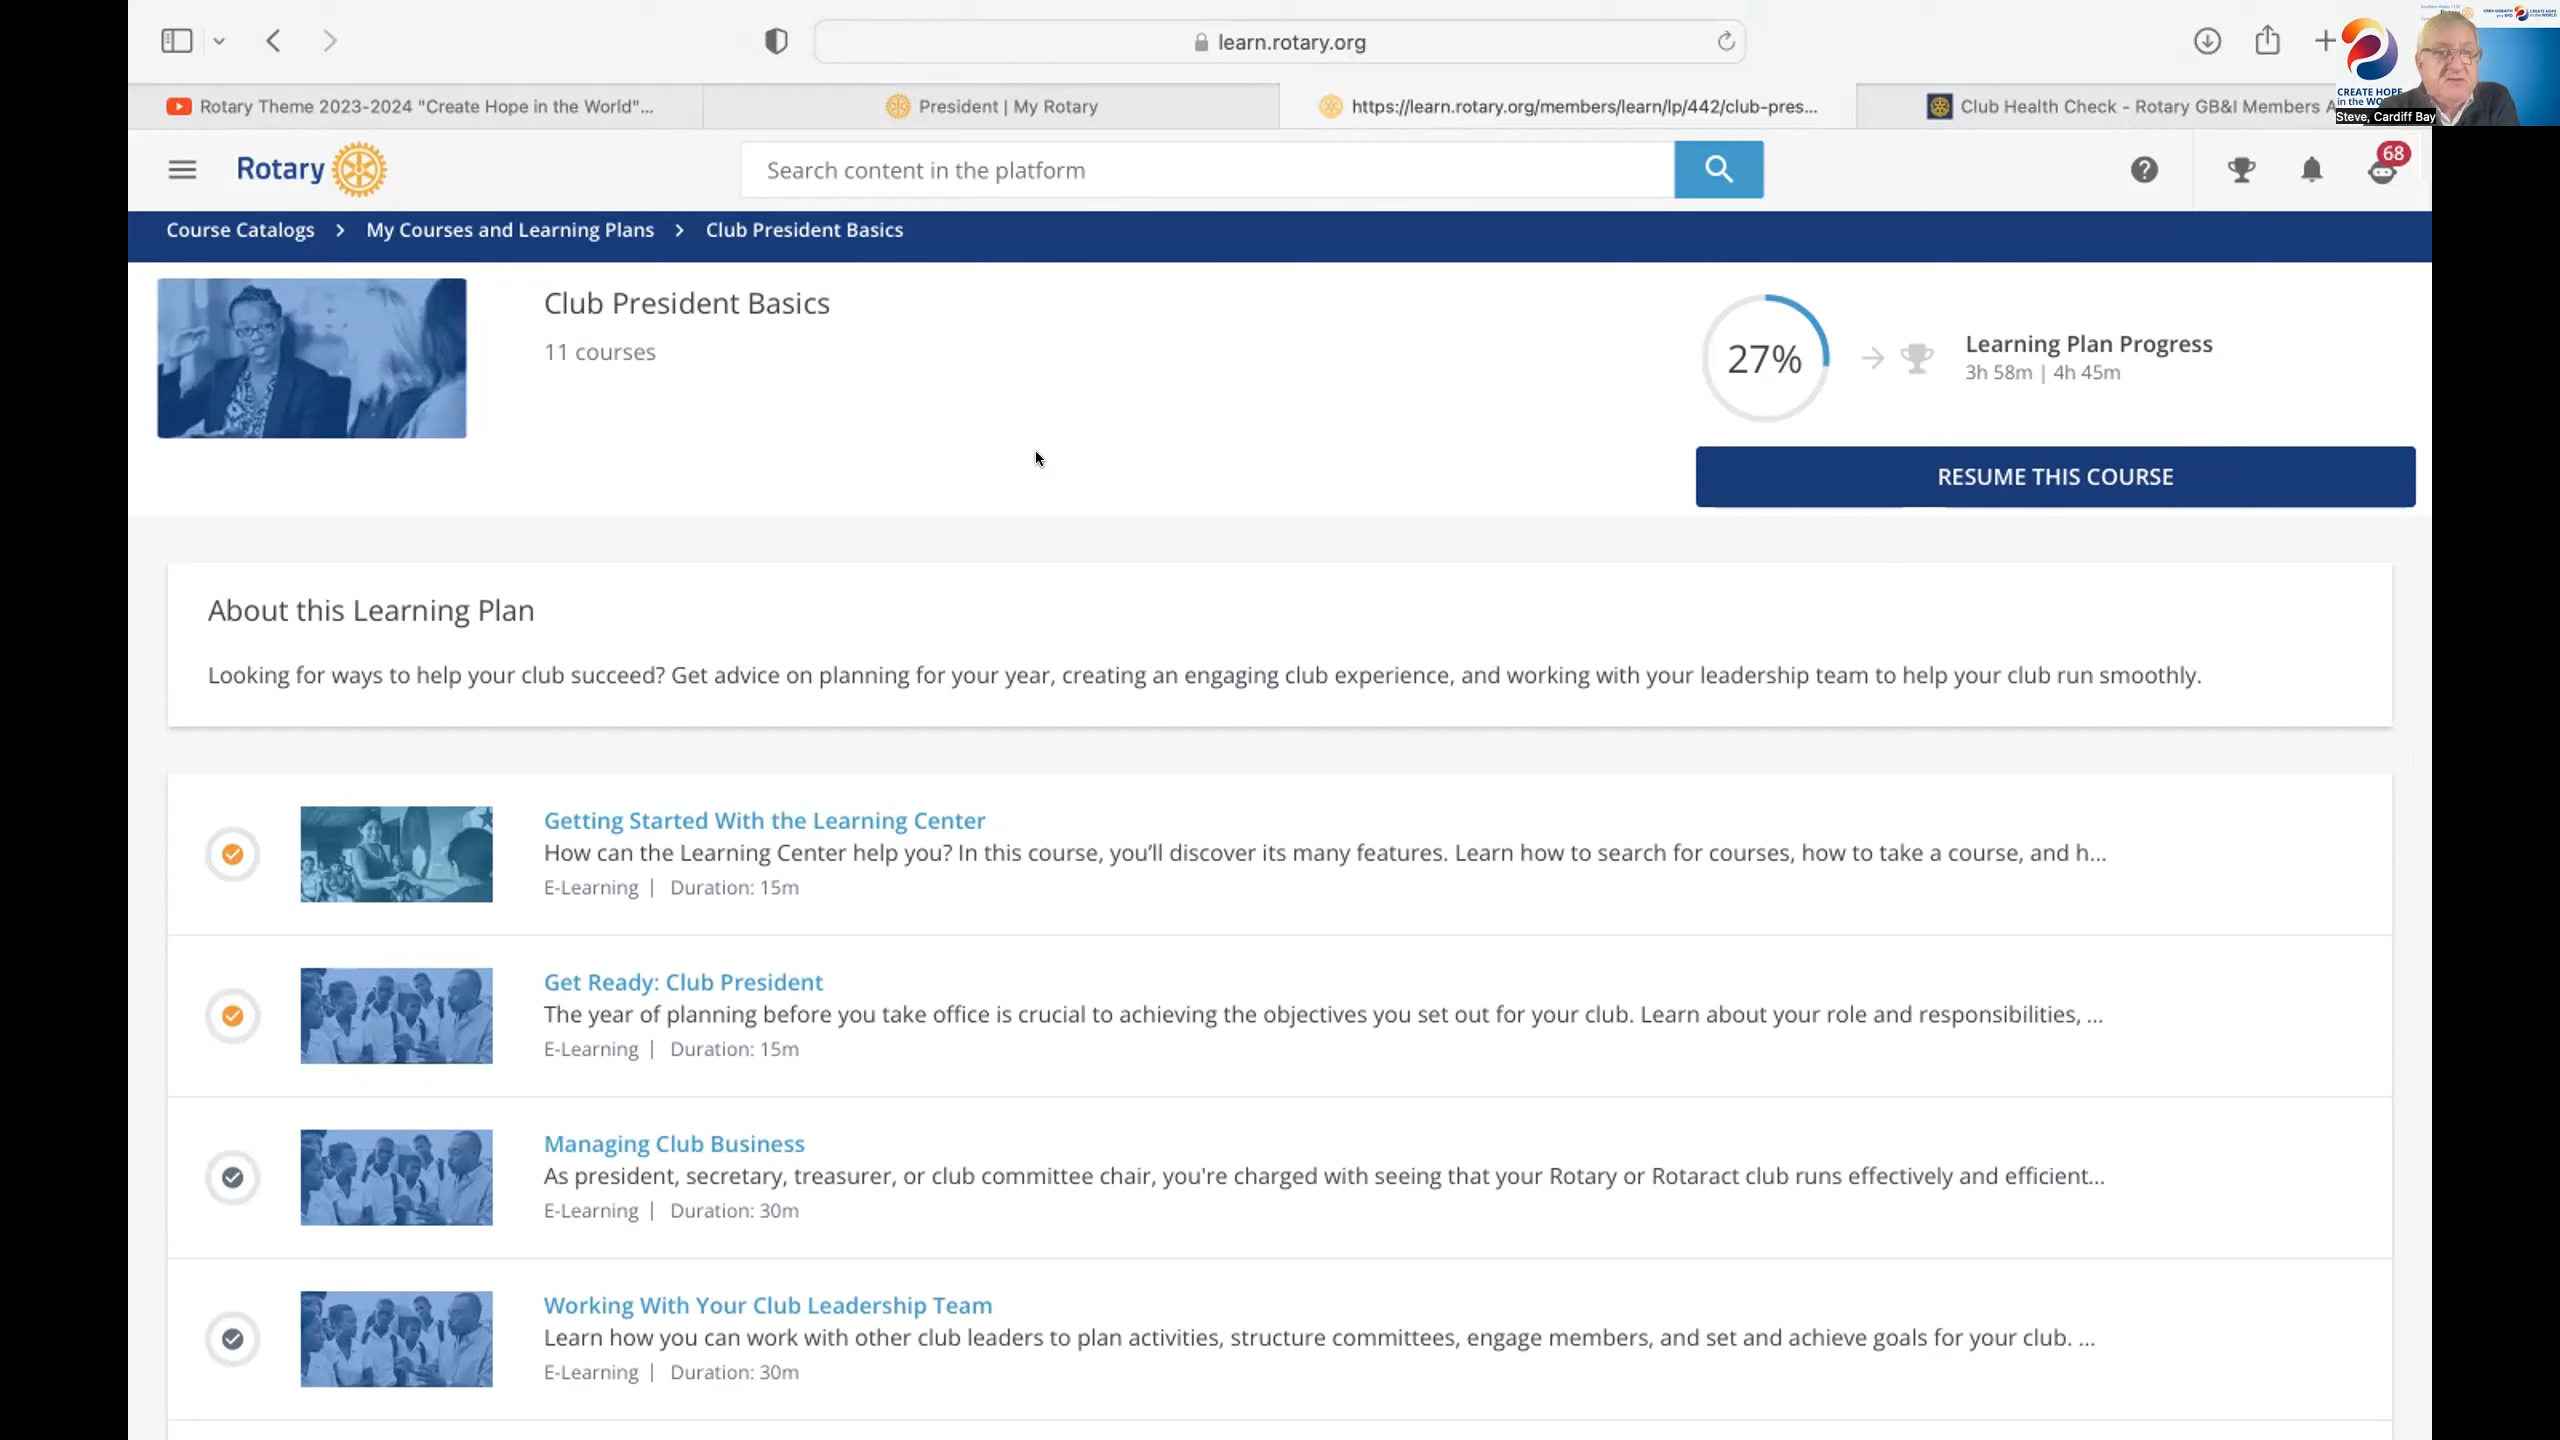 learn.rotary.org
Rotary Theme 2023-2024 "Create Hope in the World"...
President | My Rotary
https://learn.rotary.org/members/learn/lp/442/club-pres...
Club Health Check - Rotary GB&I Members A
CREATE HOPE
in the WO
Steve, Cardiff Bay
Rotary
Search content in the platform
68
Course Catalogs > My Courses and Learning Plans > Club President Basics
Club President Basics
11 courses
27%
Learning Plan Progress
3h 58m | 4h 45m
RESUME THIS COURSE
About this Learning Plan
Looking for ways to help your club succeed? Get advice on planning for your year, creating an engaging club experience, and working with your leadership team to help your club run smoothly.
Getting Started With the Learning Center
How can the Learning Center help you? In this course, you’ll discover its many features. Learn how to search for courses, how to take a course, and h...
E-Learning | Duration: 15m
Get Ready: Club President
The year of planning before you take office is crucial to achieving the objectives you set out for your club. Learn about your role and responsibilities, ...
E-Learning | Duration: 15m
Managing Club Business
As president, secretary, treasurer, or club committee chair, you're charged with seeing that your Rotary or Rotaract club runs effectively and efficient...
E-Learning | Duration: 30m
Working With Your Club Leadership Team
Learn how you can work with other club leaders to plan activities, structure committees, engage members, and set and achieve goals for your club. ...
E-Learning | Duration: 30m